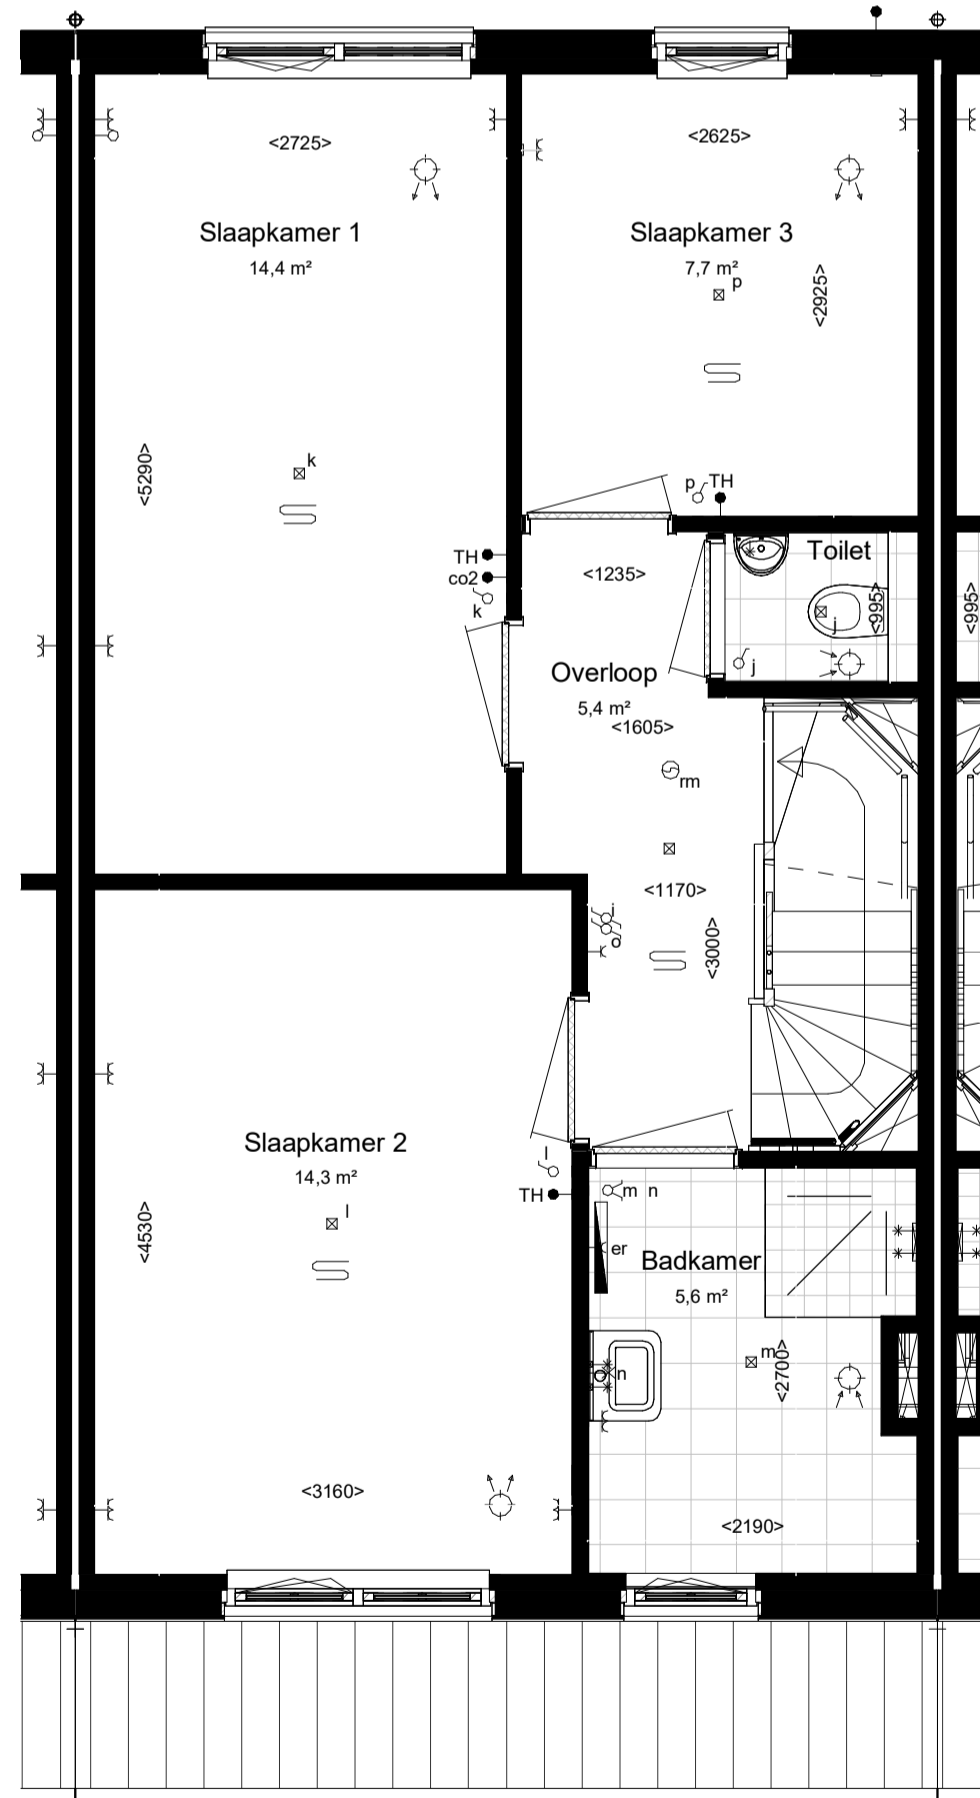 <2725>
<2625>
Slaapkamer 1
14,4 m²
Slaapkamer 3
7,7 m²
p
<2925>
<5290>
k
p TH
TH
co2
k
<1235>
Toilet
<995>
<995>
j
j
Overloop
5,4 m²
<1605>
rm
<1170>
j
o
<3000>
Slaapkamer 2
14,3 m²
l
TH
m n
<4530>
l
er
Badkamer
5,6 m²
m
<2700>
n
<3160>
<2190>